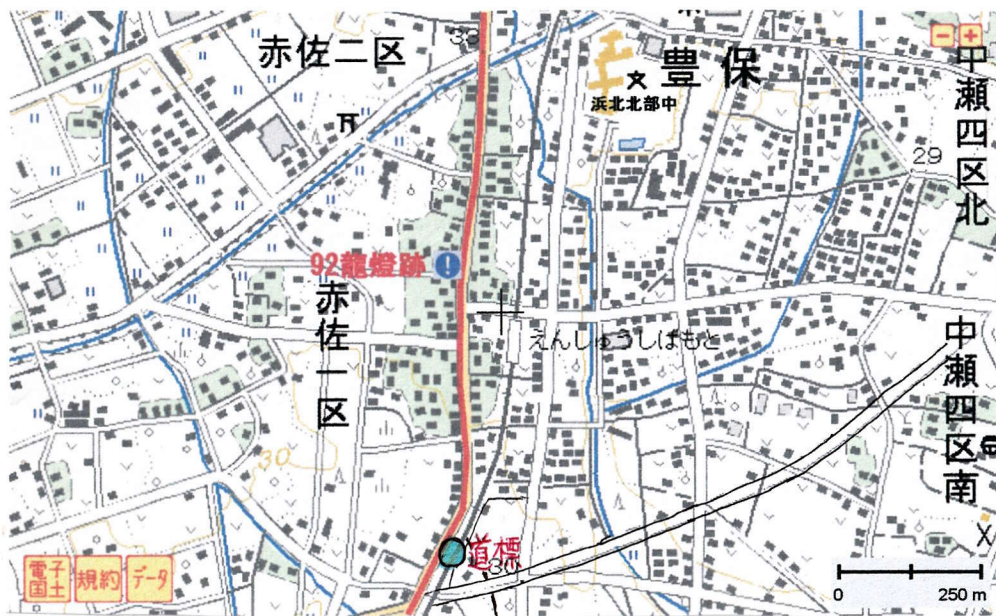 赤佐二区
33
豊保
浜北北部中
中瀬四区北
29
92龍燈跡
赤佐一区
えんしゅうしばもと
中瀬四区南
30
道標
30
電子国土
規約
データ
0
250 m